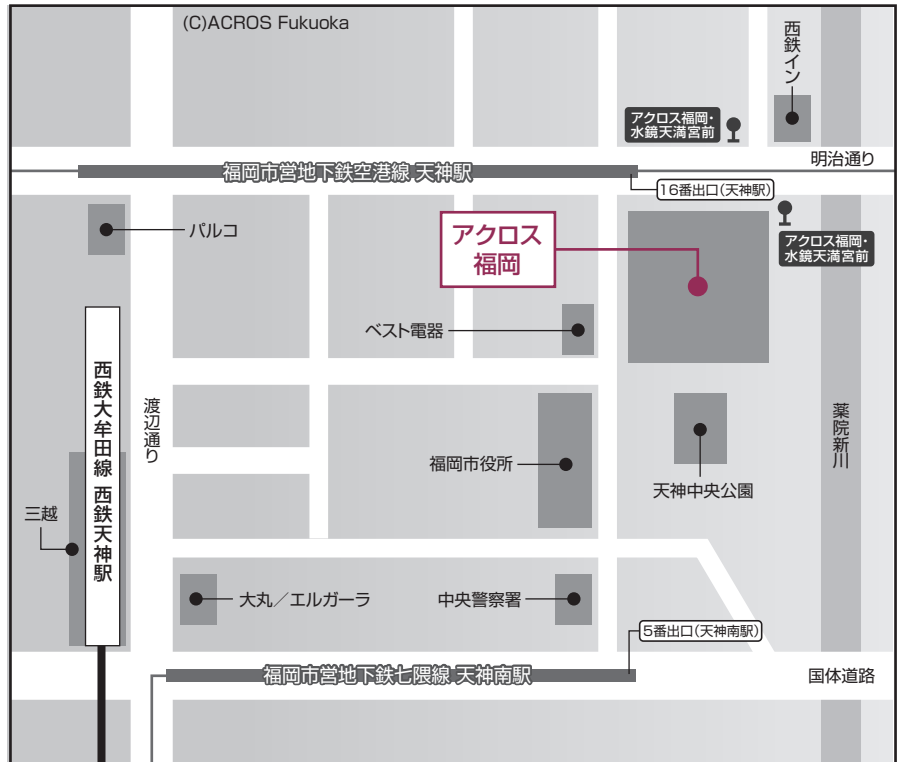 (C)ACROS Fukuoka
西鉄イン
アクロス福岡・
水鏡天満宮前
明治通り
福岡市営地下鉄空港線 天神駅
16番出口(天神駅)
パルコ
アクロス
福岡
アクロス福岡・
水鏡天満宮前
ベスト電器
西鉄大牟田線 西鉄天神駅
渡辺通り
薬院新川
福岡市役所
天神中央公園
三越
大丸/エルガーラ
中央警察署
5番出口(天神南駅)
福岡市営地下鉄七隈線 天神南駅
国体道路